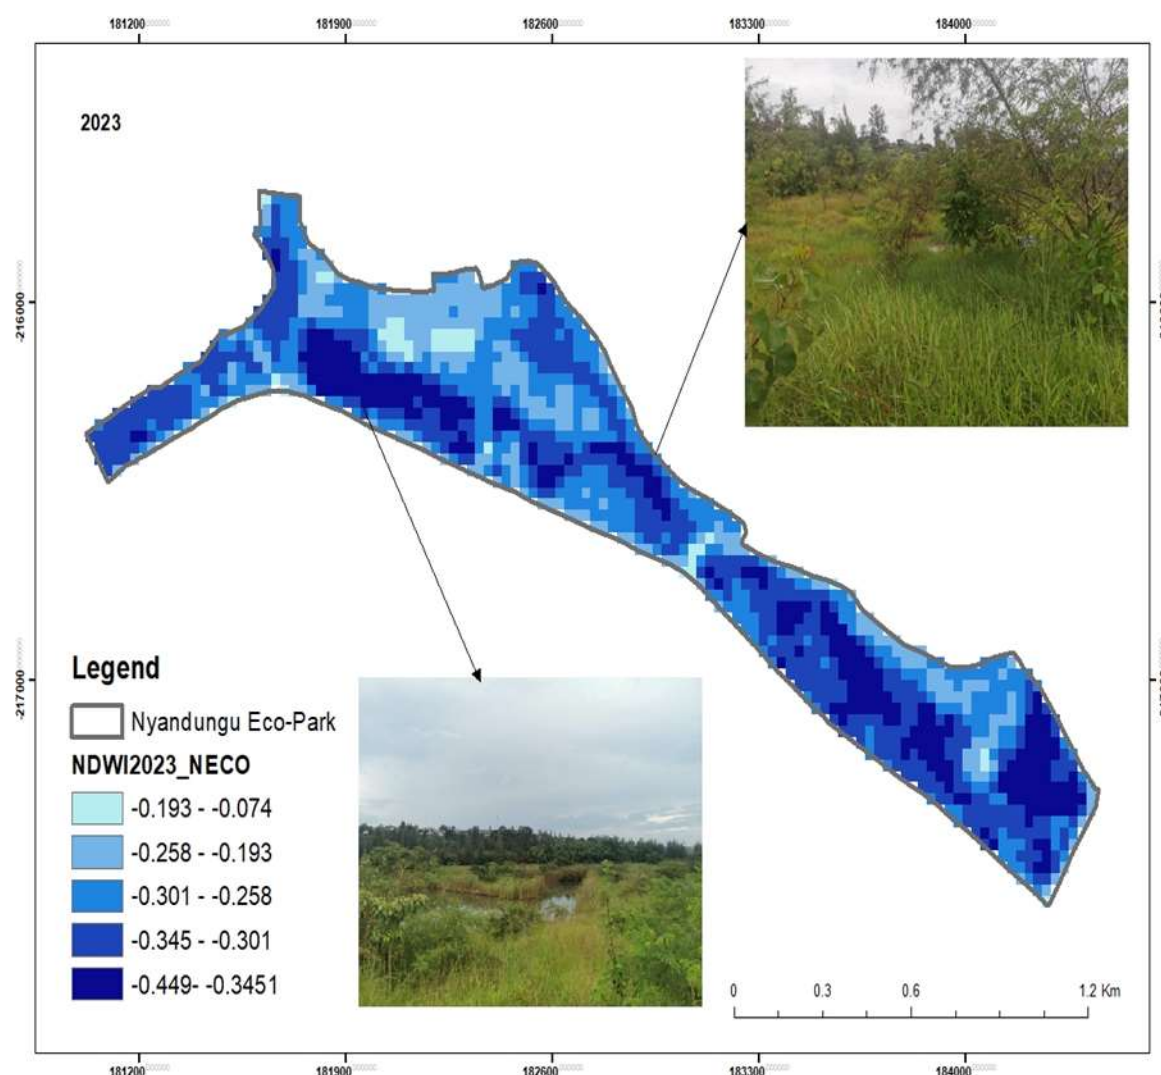 181200 181900 182600 183300 184000
2023
-216000
-217000
Legend
Nyandungu Eco-Park
NDWI2023_NECO
-0.193 - -0.074
-0.258 - -0.193
-0.301 - -0.258
-0.345 - -0.301
-0.449- -0.3451
0 0.3 0.6 1.2 Km
181200 181900 182600 183300 184000